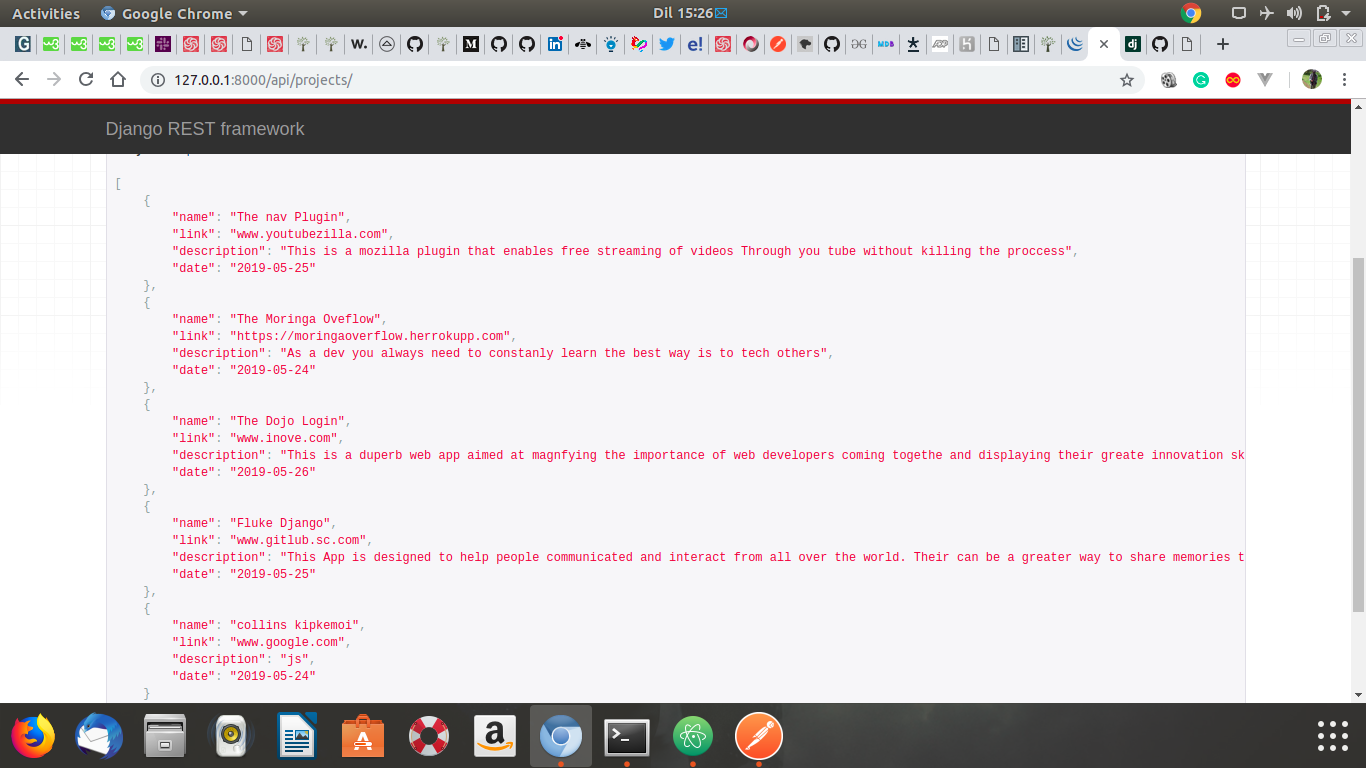 Activities Google Chrome Dil 15:26
W. M in e! DG MDB dj
127.0.0.1:8000/api/projects/
Django REST framework
[
{
"name": "The nav Plugin",
"link": "www.youtubezilla.com",
"description": "This is a mozilla plugin that enables free streaming of videos Through you tube without killing the proccess",
"date": "2019-05-25"
},
{
"name": "The Moringa Oveflow",
"link": "https://moringaoverflow.herrokupp.com",
"description": "As a dev you always need to constanly learn the best way is to tech others",
"date": "2019-05-24"
},
{
"name": "The Dojo Login",
"link": "www.inove.com",
"description": "This is a duperb web app aimed at magnfying the importance of web developers coming togethe and displaying their greate innovation sk
"date": "2019-05-26"
},
{
"name": "Fluke Django",
"link": "www.gitlub.sc.com",
"description": "This App is designed to help people communicated and interact from all over the world. Their can be a greater way to share memories t
"date": "2019-05-25"
},
{
"name": "collins kipkemoi",
"link": "www.google.com",
"description": "js",
"date": "2019-05-24"
}